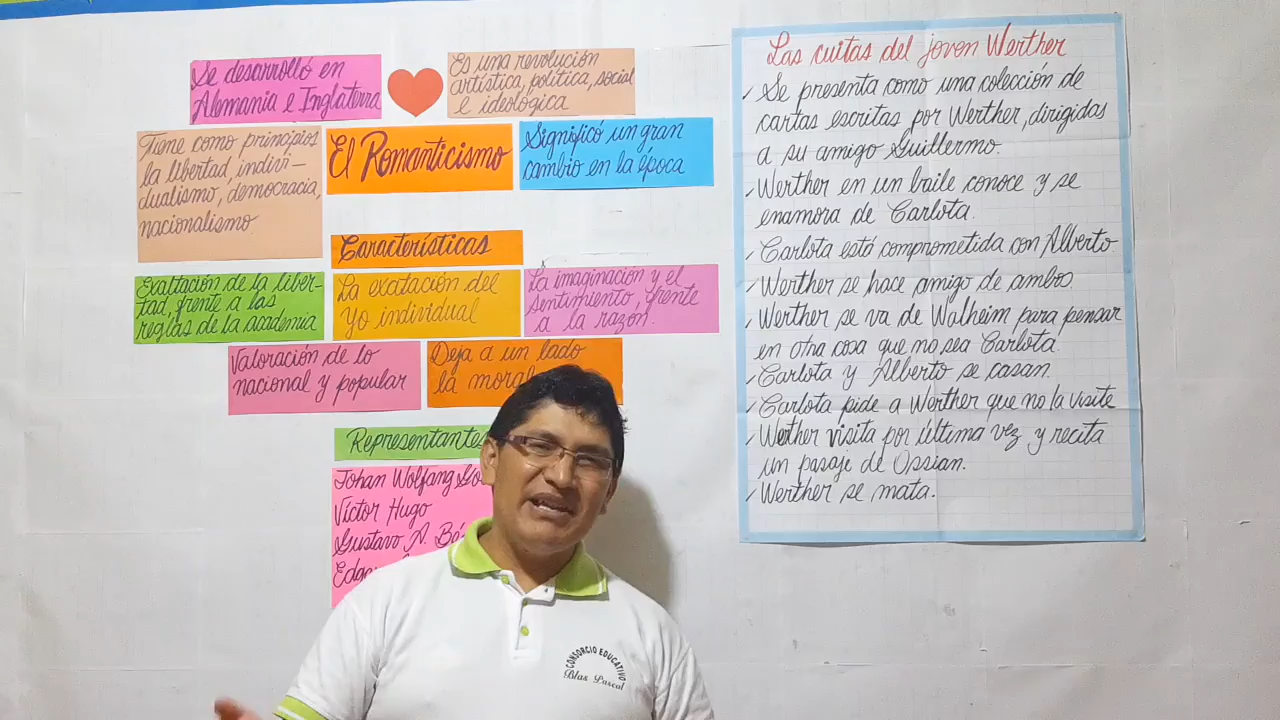 Se desarrolló en
Alemania e Inglaterra
Es una revolución
artística, política, social
e ideológica
Tiene como principios
la libertad, indivi-
dualismo, democracia,
nacionalismo.
El Romanticismo
Significó un gran
cambio en la época
Características
Exaltación de la liber-
tad, frente a las
reglas de la academia
La exatación del
yo individual
La imaginación y el
sentimiento, frente
a la razón.
Valoración de lo
nacional y popular
Deja a un lado
la moral
Representantes
Johan Wolfang
Víctor Hugo
Gustavo A.
Las cuitas del joven Werther
✓ Se presenta como una colección de
cartas escritas por Werther, dirigidas
a su amigo Guillermo.
✓ Werther en un baile conoce y se
enamora de Carlota.
✓ Carlota está comprometida con Alberto
✓ Werther se hace amigo de ambos.
✓ Werther se va de Walheim para pensar
en otra cosa que no sea Carlota.
✓ Carlota y Alberto se casan.
✓ Carlota pide a Werther que no la visite
✓ Werther visita por última vez y recita
un pasaje de Ossian.
✓ Werther se mata.
CONSORCIO EDUCATIVO
Blas Pascal